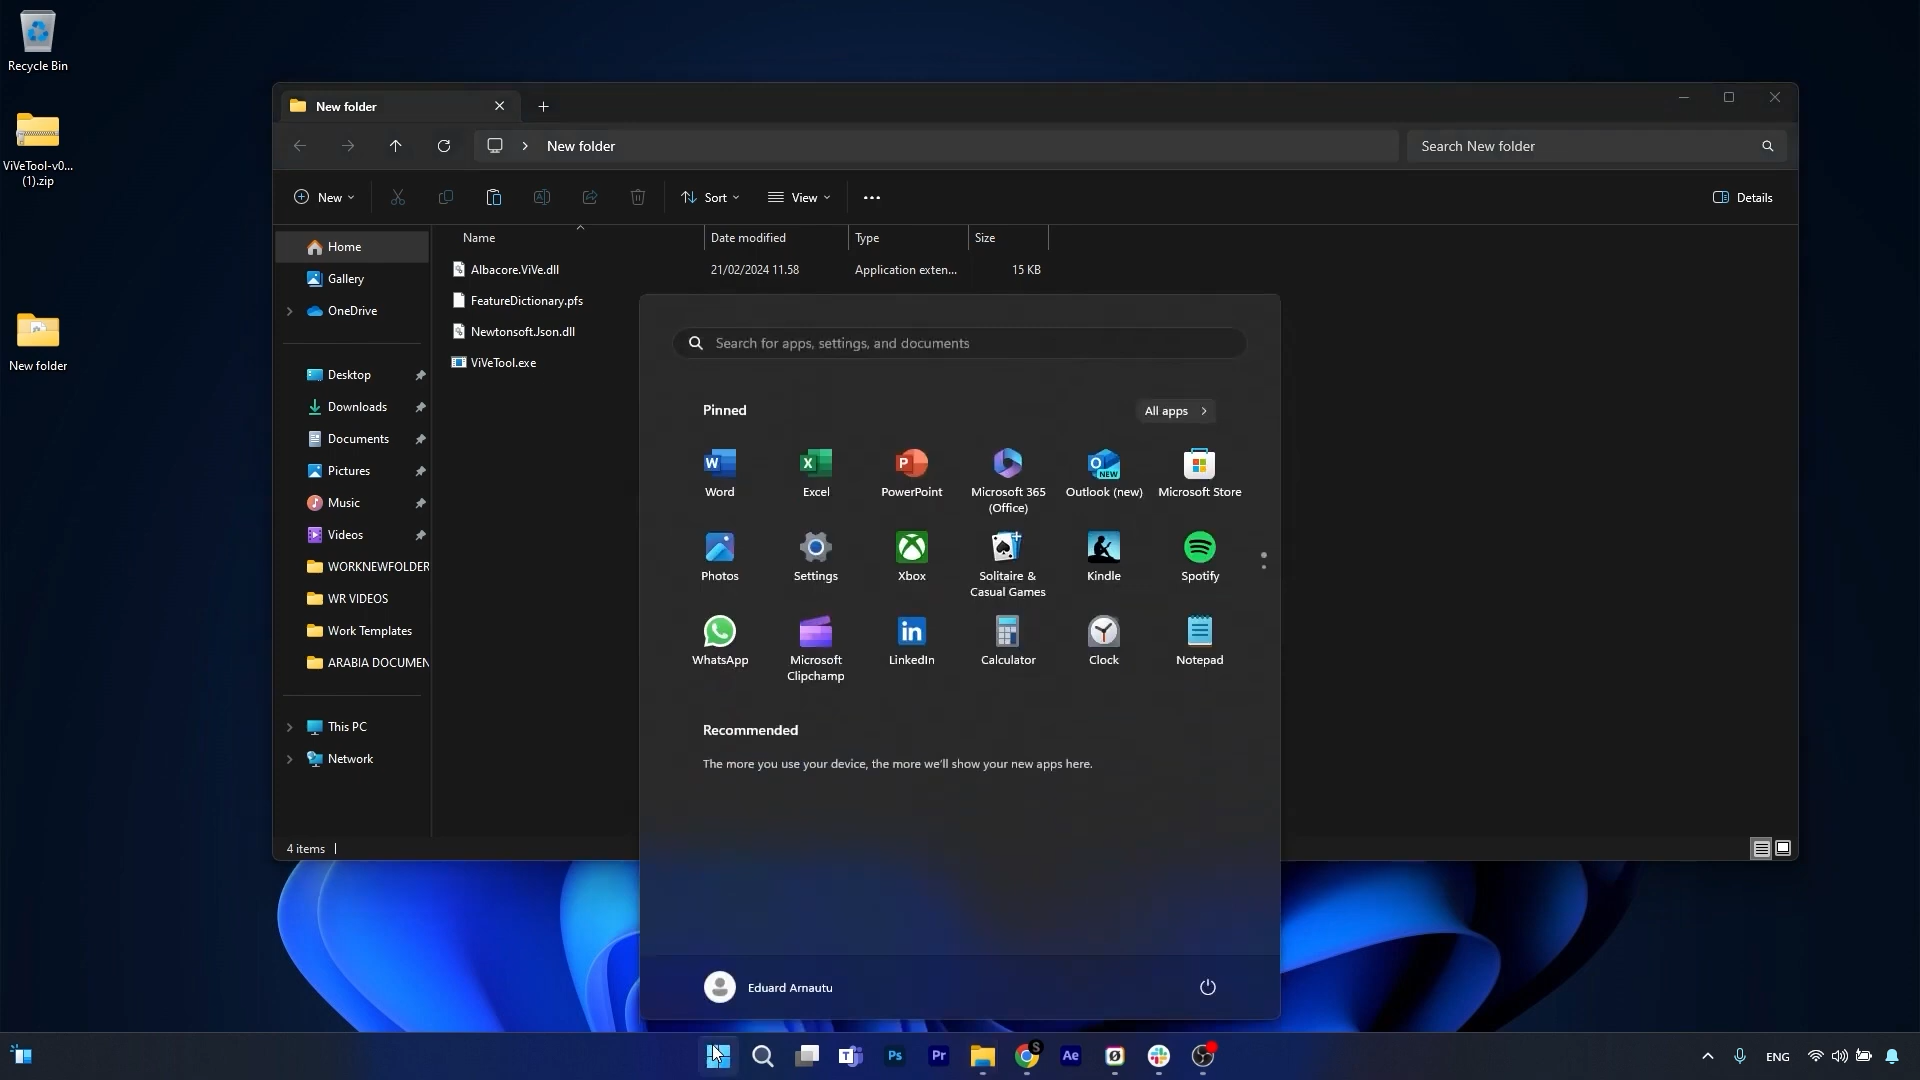 Recycle Bin
ViVeTool-v0...
(1).zip
New folder
New folder
New folder
Search New folder
New
Sort
View
Details
Home
Gallery
OneDrive
Desktop
Downloads
Documents
Pictures
Music
Videos
WORKNEWFOLDER
WR VIDEOS
Work Templates
ARABIA DOCUMEN
This PC
Network
Name
Date modified
Type
Size
Albacore.ViVe.dll
21/02/2024 11.58
Application exten...
15 KB
FeatureDictionary.pfs
Newtonsoft.Json.dll
ViVeTool.exe
4 items
Search for apps, settings, and documents
Pinned
All apps
Word
Excel
PowerPoint
Microsoft 365
(Office)
Outlook (new)
Microsoft Store
Photos
Settings
Xbox
Solitaire &
Casual Games
Kindle
Spotify
WhatsApp
Microsoft
Clipchamp
LinkedIn
Calculator
Clock
Notepad
Recommended
The more you use your device, the more we'll show your new apps here.
Eduard Arnautu
Ps
Pr
S
Ae
ENG